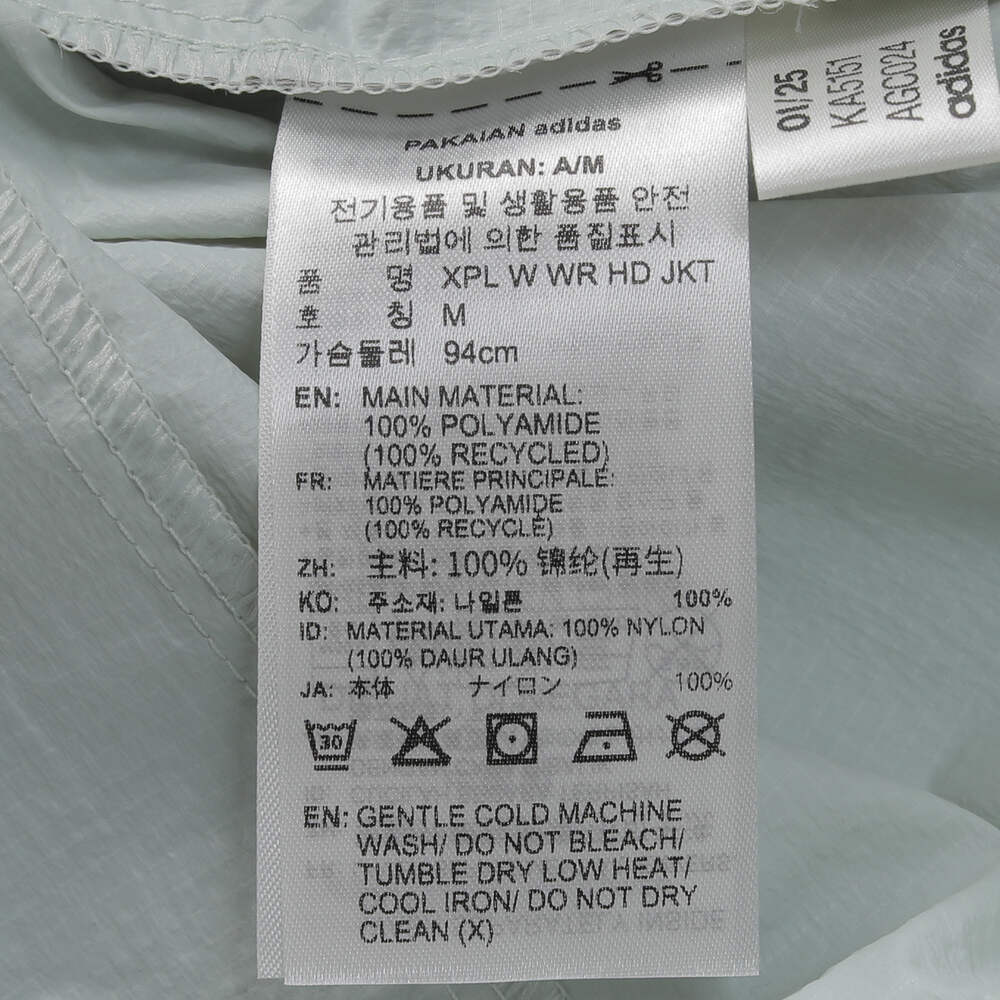 PAKAIAN adidas
UKURAN: A/M
전기용품 및 생활용품 안전
관리법에 의한 품질표시
품 명 XPL W WR HD JKT
호 칭 M
가슴둘레 94cm
EN: MAIN MATERIAL:
100% POLYAMIDE
(100% RECYCLED)
FR: MATIERE PRINCIPALE:
100% POLYAMIDE
(100% RECYCLÉ)
ZH: 主料: 100% 锦纶(再生)
KO: 주소재: 나일론 100%
ID: MATERIAL UTAMA: 100% NYLON
(100% DAUR ULANG)
JA: 本体 ナイロン 100%
30
EN: GENTLE COLD MACHINE
WASH/ DO NOT BLEACH/
TUMBLE DRY LOW HEAT/
COOL IRON/ DO NOT DRY
CLEAN (X)
01/25
KA5151
AGC024
adidas